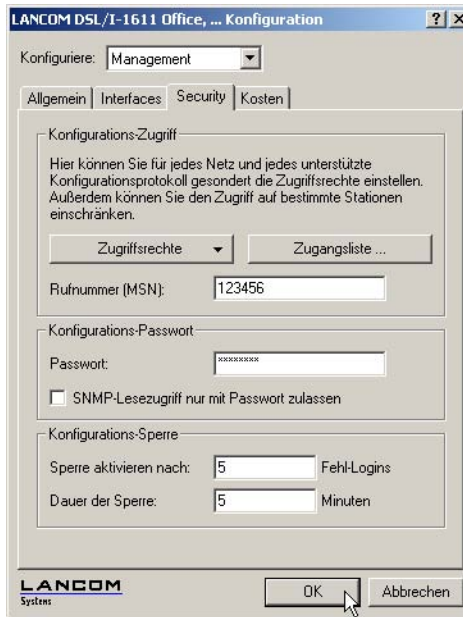 LANCOM DSL/I-1611 Office, ... Konfiguration
Konfiguriere: Management
Allgemein Interfaces Security Kosten
Konfigurations-Zugriff
Hier können Sie für jedes Netz und jedes unterstützte
Konfigurationsprotokoll gesondert die Zugriffsrechte einstellen.
Außerdem können Sie den Zugriff auf bestimmte Stationen
einschränken.
Zugriffsrechte Zugangsliste ...
Rufnummer (MSN): 123456
Konfigurations-Passwort
Passwort: ********
SNMP-Lesezugriff nur mit Passwort zulassen
Konfigurations-Sperre
Sperre aktivieren nach: 5 Fehl-Logins
Dauer der Sperre: 5 Minuten
LANCOM
Systems
OK Abbrechen